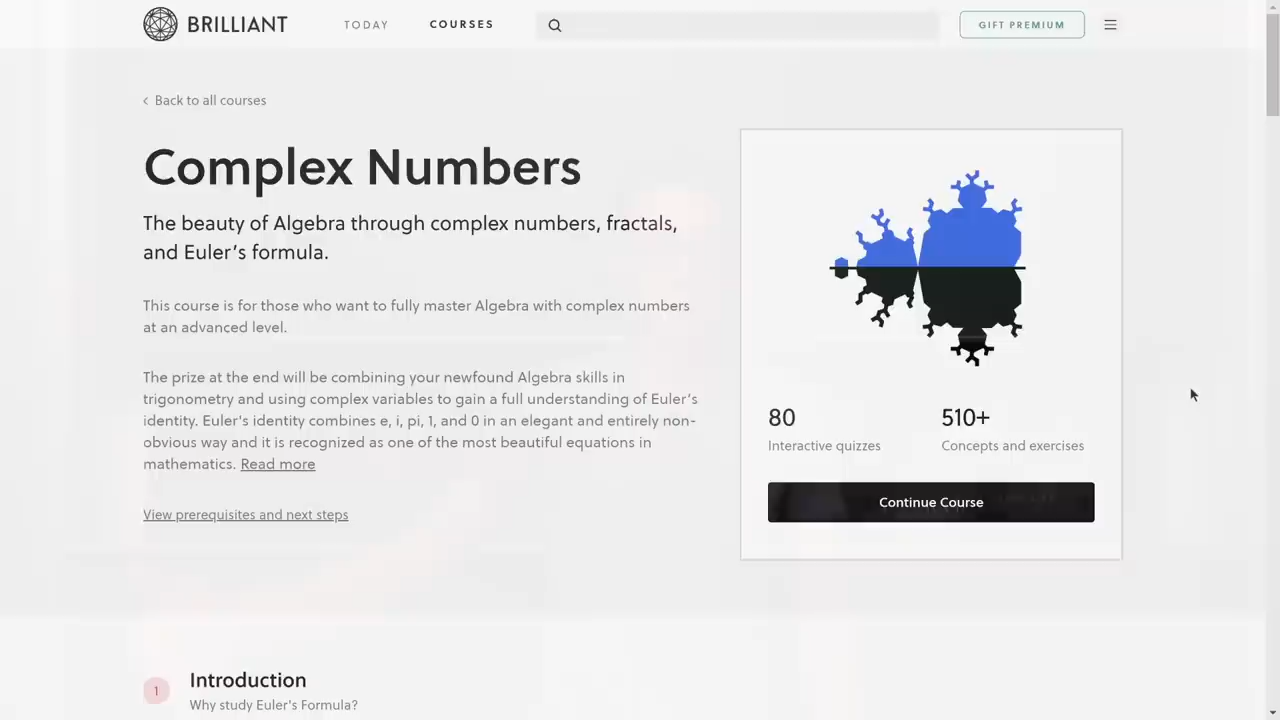 BRILLIANT
TODAY
COURSES
GIFT PREMIUM
Back to all courses
Complex Numbers
The beauty of Algebra through complex numbers, fractals,
and Euler’s formula.
This course is for those who want to fully master Algebra with complex numbers
at an advanced level.
The prize at the end will be combining your newfound Algebra skills in
trigonometry and using complex variables to gain a full understanding of Euler’s
identity. Euler's identity combines e, i, pi, 1, and 0 in an elegant and entirely non-
obvious way and it is recognized as one of the most beautiful equations in
mathematics. Read more
View prerequisites and next steps
80
Interactive quizzes
510+
Concepts and exercises
Continue Course
1
Introduction
Why study Euler's Formula?